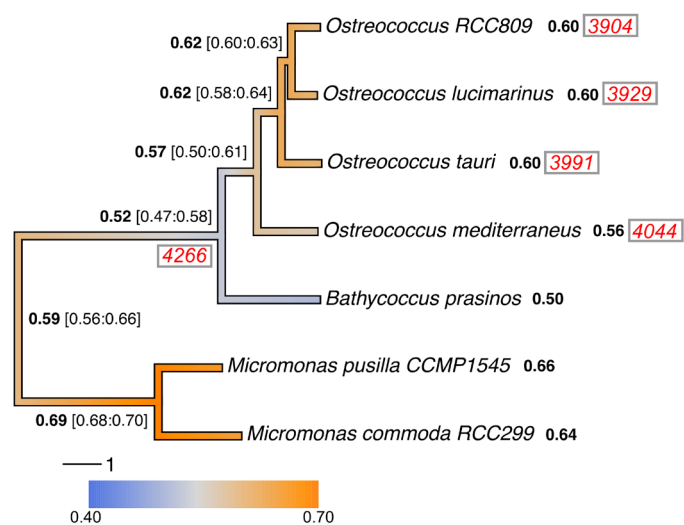 Ostreococcus RCC809 0.60 3904
0.62 [0.60:0.63]
0.62 [0.58:0.64]
Ostreococcus lucimarinus 0.60 3929
0.57 [0.50:0.61]
Ostreococcus tauri 0.60 3991
0.52 [0.47:0.58]
Ostreococcus mediterraneus 0.56 4044
4266
Bathycoccus prasinos 0.50
0.59 [0.56:0.66]
Micromonas pusilla CCMP1545 0.66
0.69 [0.68:0.70]
Micromonas commoda RCC299 0.64
1
0.40 0.70